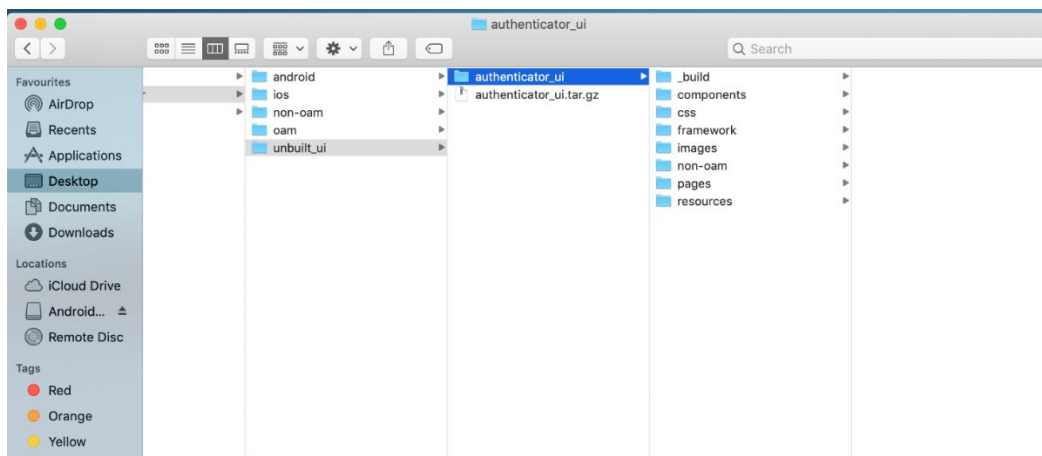 authenticator_ui
Search
Favourites
AirDrop
Recents
Applications
Desktop
Documents
Downloads
Locations
iCloud Drive
Android...
Remote Disc
Tags
Red
Orange
Yellow
android
ios
non-oam
oam
unbuilt_ui
authenticator_ui
authenticator_ui.tar.gz
_build
components
css
framework
images
non-oam
pages
resources